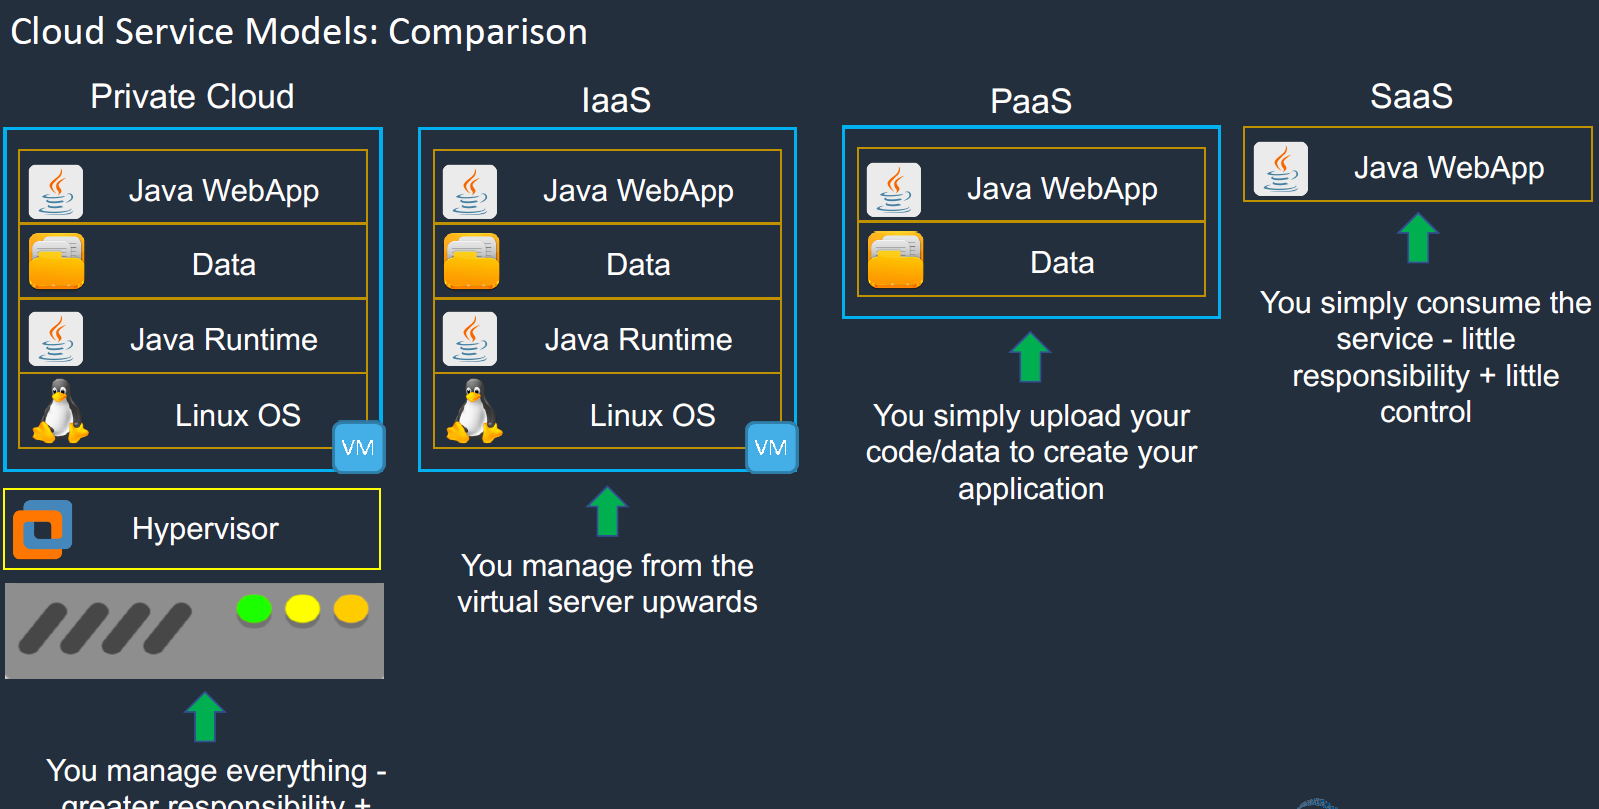 Cloud Service Models: Comparison
Private Cloud
Java WebApp
Data
Java Runtime
Linux OS
VM
Hypervisor
You manage everything -
greater responsibility +
IaaS
Java WebApp
Data
Java Runtime
Linux OS
VM
You manage from the
virtual server upwards
PaaS
Java WebApp
Data
You simply upload your
code/data to create your
application
SaaS
Java WebApp
You simply consume the
service - little
responsibility + little
control